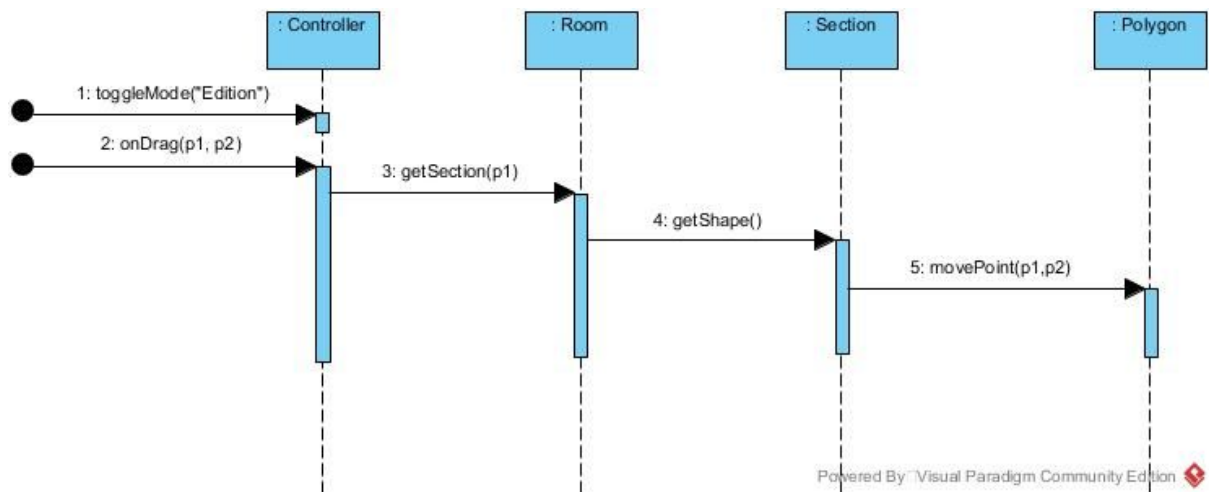 : Controller
: Room
: Section
: Polygon
1: toggleMode("Edition")
2: onDrag(p1, p2)
3: getSection(p1)
4: getShape()
5: movePoint(p1,p2)
Powered By Visual Paradigm Community Edition